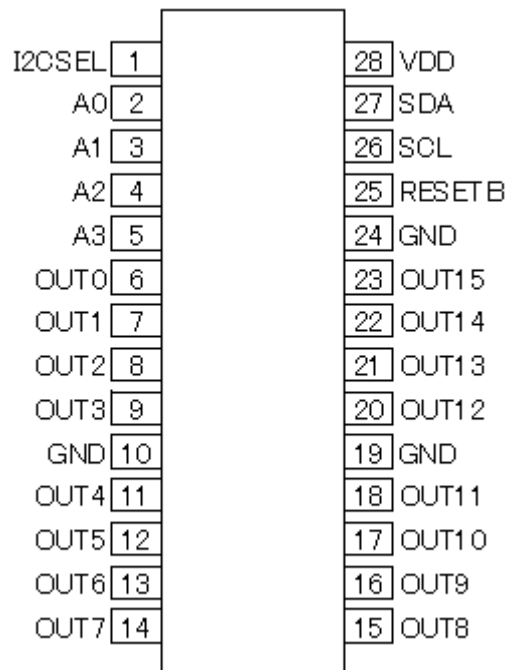 I2CSEL 1 28 VDD
A0 2 27 SDA
A1 3 26 SCL
A2 4 25 RESETB
A3 5 24 GND
OUT0 6 23 OUT15
OUT1 7 22 OUT14
OUT2 8 21 OUT13
OUT3 9 20 OUT12
GND 10 19 GND
OUT4 11 18 OUT11
OUT5 12 17 OUT10
OUT6 13 16 OUT9
OUT7 14 15 OUT8